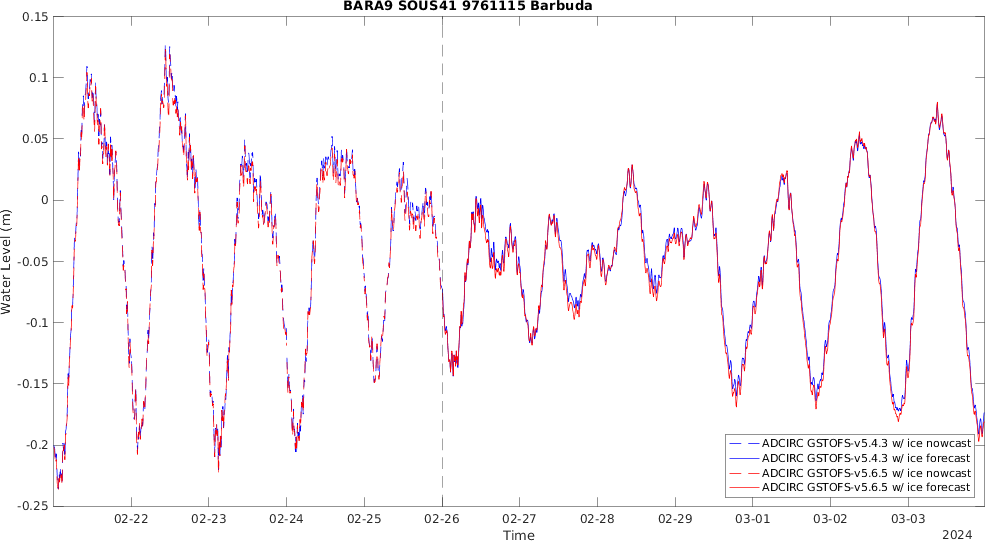 BARA9 SOUS41 9761115 Barbuda
0.15
0.1
0.05
0
-0.05
-0.1
-0.15
-0.2
-0.25
Water Level (m)
ADCIRC GSTOFS-v5.4.3 w/ ice nowcast
ADCIRC GSTOFS-v5.4.3 w/ ice forecast
ADCIRC GSTOFS-v5.6.5 w/ ice nowcast
ADCIRC GSTOFS-v5.6.5 w/ ice forecast
02-22 02-23 02-24 02-25 02-26 02-27 02-28 02-29 03-01 03-02 03-03
Time
2024